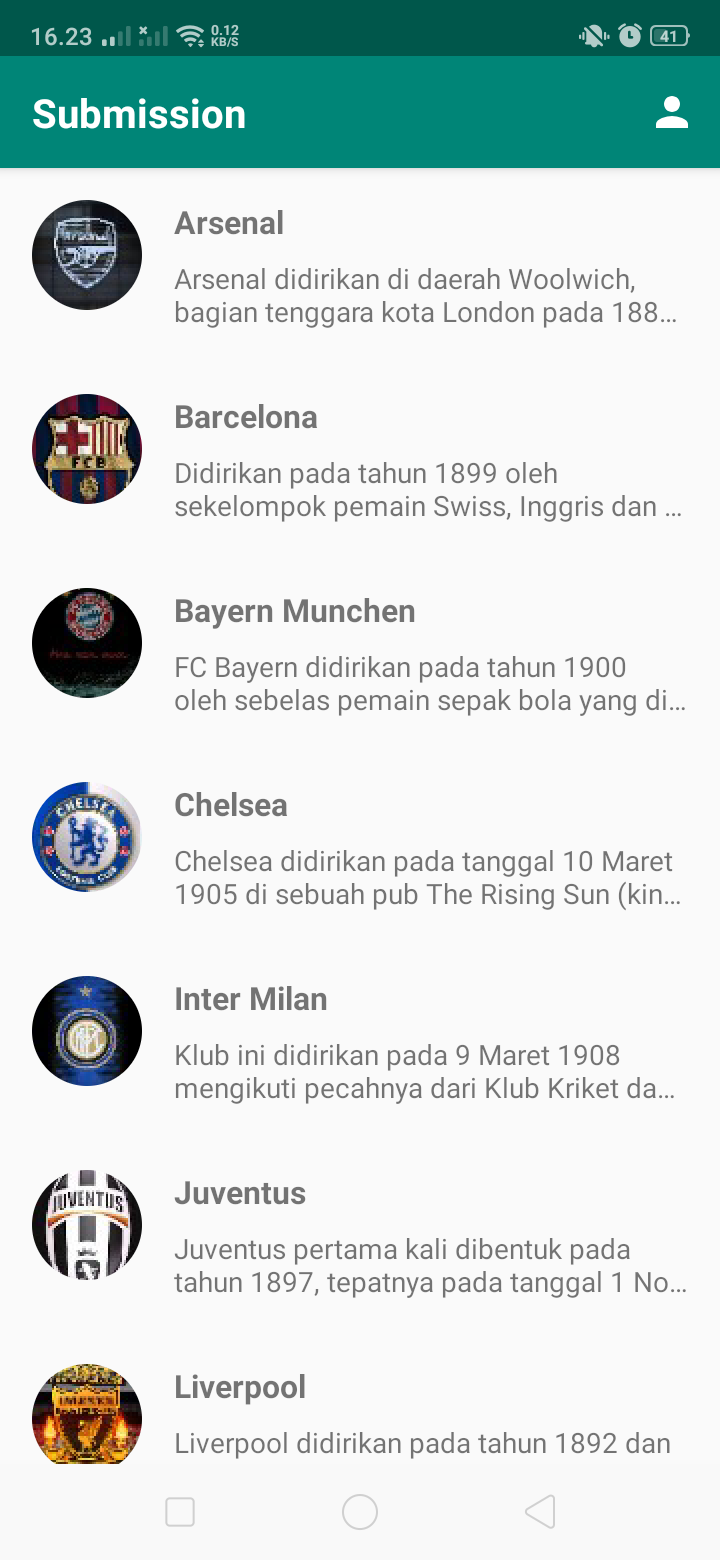 16.23
0.12
KB/S
41
Submission
Arsenal
Arsenal didirikan di daerah Woolwich,
bagian tenggara kota London pada 188…
Barcelona
FCB
Didirikan pada tahun 1899 oleh
sekelompok pemain Swiss, Inggris dan …
Bayern Munchen
FC Bayern didirikan pada tahun 1900
oleh sebelas pemain sepak bola yang di…
CHELSEA
FOOTBALL CLUB
Chelsea
Chelsea didirikan pada tanggal 10 Maret
1905 di sebuah pub The Rising Sun (kin…
Inter Milan
Klub ini didirikan pada 9 Maret 1908
mengikuti pecahnya dari Klub Kriket da…
JUVENTUS
Juventus
Juventus pertama kali dibentuk pada
tahun 1897, tepatnya pada tanggal 1 No…
Liverpool
Liverpool didirikan pada tahun 1892 dan